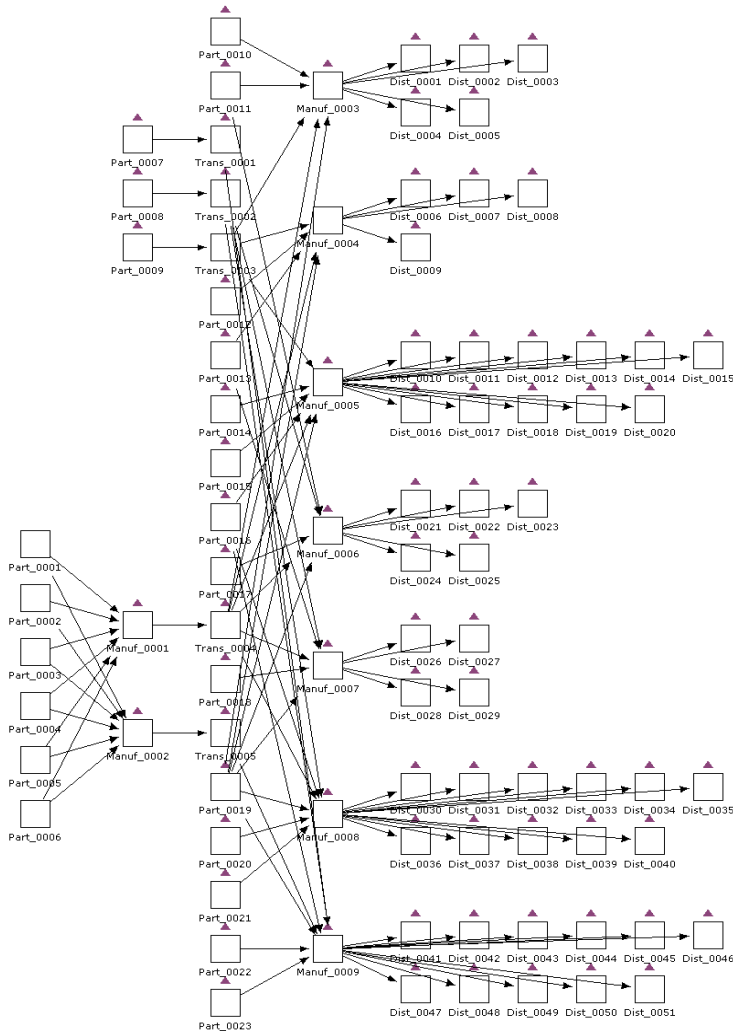 Part_0010 Dist_0001 Dist_0002 Dist_0003
Part_0011 Manuf_0003
Dist_0004 Dist_0005
Part_0007 Trans_0001
Part_0008 Trans_0002 Dist_0006 Dist_0007 Dist_0008
Manuf_0004
Part_0009 Trans_0003 Dist_0009
Part_0012
Part_0013 Dist_0010 Dist_0011 Dist_0012 Dist_0013 Dist_0014 Dist_0015
Manuf_0005
Part_0014 Dist_0016 Dist_0017 Dist_0018 Dist_0019 Dist_0020
Part_0015
Part_0016 Dist_0021 Dist_0022 Dist_0023
Manuf_0006
Part_0001 Part_0017 Dist_0024 Dist_0025
Part_0002
Manuf_0001 Trans_0004 Dist_0026 Dist_0027
Part_0003 Manuf_0007
Part_0018 Dist_0028 Dist_0029
Part_0004
Manuf_0002 Trans_0005
Part_0005
Part_0019 Dist_0030 Dist_0031 Dist_0032 Dist_0033 Dist_0034 Dist_0035
Part_0006 Manuf_0008
Part_0020 Dist_0036 Dist_0037 Dist_0038 Dist_0039 Dist_0040
Part_0021
Part_0022 Dist_0041 Dist_0042 Dist_0043 Dist_0044 Dist_0045 Dist_0046
Manuf_0009
Part_0023 Dist_0047 Dist_0048 Dist_0049 Dist_0050 Dist_0051